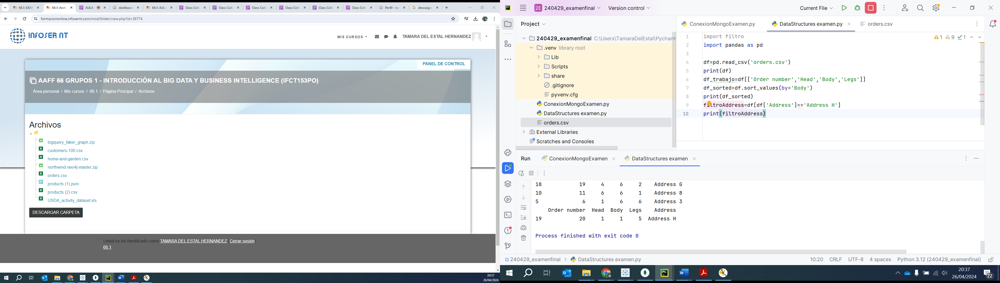 66.1: EXAM
66.1: Archi
AULA
dashboard
66.1: AULA
Class Colla
Class Colla
Class Colla
Class Colla
Class Colla
Class Colla
Perfil - tar
descargar
formaciononline.infosernt.com/mod/folder/view.php?id=38774
INFOSER NT
MIS CURSOS
TAMARA DEL ESTAL HERNANDEZ
PANEL DE CONTROL
AAFF 66 GRUPOS 1 - INTRODUCCIÓN AL BIG DATA Y BUSINESS INTELLIGENCE (IFCT153PO)
Área personal / Mis cursos / 66.1 / Página Principal / Archivos
Archivos
bigquery_faker_graph.zip
customers-100.csv
home-and-garden.csv
northwind-neo4j-master.zip
orders.csv
products (1).json
products (2).csv
USDA_activity_dataset.xls
DESCARGAR CARPETA
Usted se ha identificado como TAMARA DEL ESTAL HERNANDEZ (Cerrar sesión)
66.1
20:37
26/04/2024
PC
2E 240429_examenfinal
Version control
Current File
Project
240429_examenfinal C:\Users\TamaraDelEstal\Pycharm
.venv library root
Lib
Scripts
share
.gitignore
pyvenv.cfg
ConexionMongoExamen.py
DataStructures examen.py
orders.csv
External Libraries
Scratches and Consoles
ConexionMongoExamen.py
DataStructures examen.py
orders.csv
1 9 1
1 import filtro
2 import pandas as pd
3
4 df=pd.read_csv('orders.csv')
5 print(df)
6 df_trabajo=df[['Order number','Head','Body','Legs']]
7 df_sorted=df.sort_values(by='Body')
8 print(df_sorted)
9 filtroAddress=df[df['Address']=='Address H']
10 print(filtroAddress)
Run
ConexionMongoExamen
DataStructures examen
18 19 4 6 2 Address G
10 11 6 6 1 Address 8
5 6 1 6 6 Address 3
Order number Head Body Legs Address
19 20 1 1 5 Address H
Process finished with exit code 0
240429_examenfinal > DataStructures examen.py
10:20 CRLF UTF-8 4 spaces Python 3.12 (240429_examenfinal)
20:37
26/04/2024
22